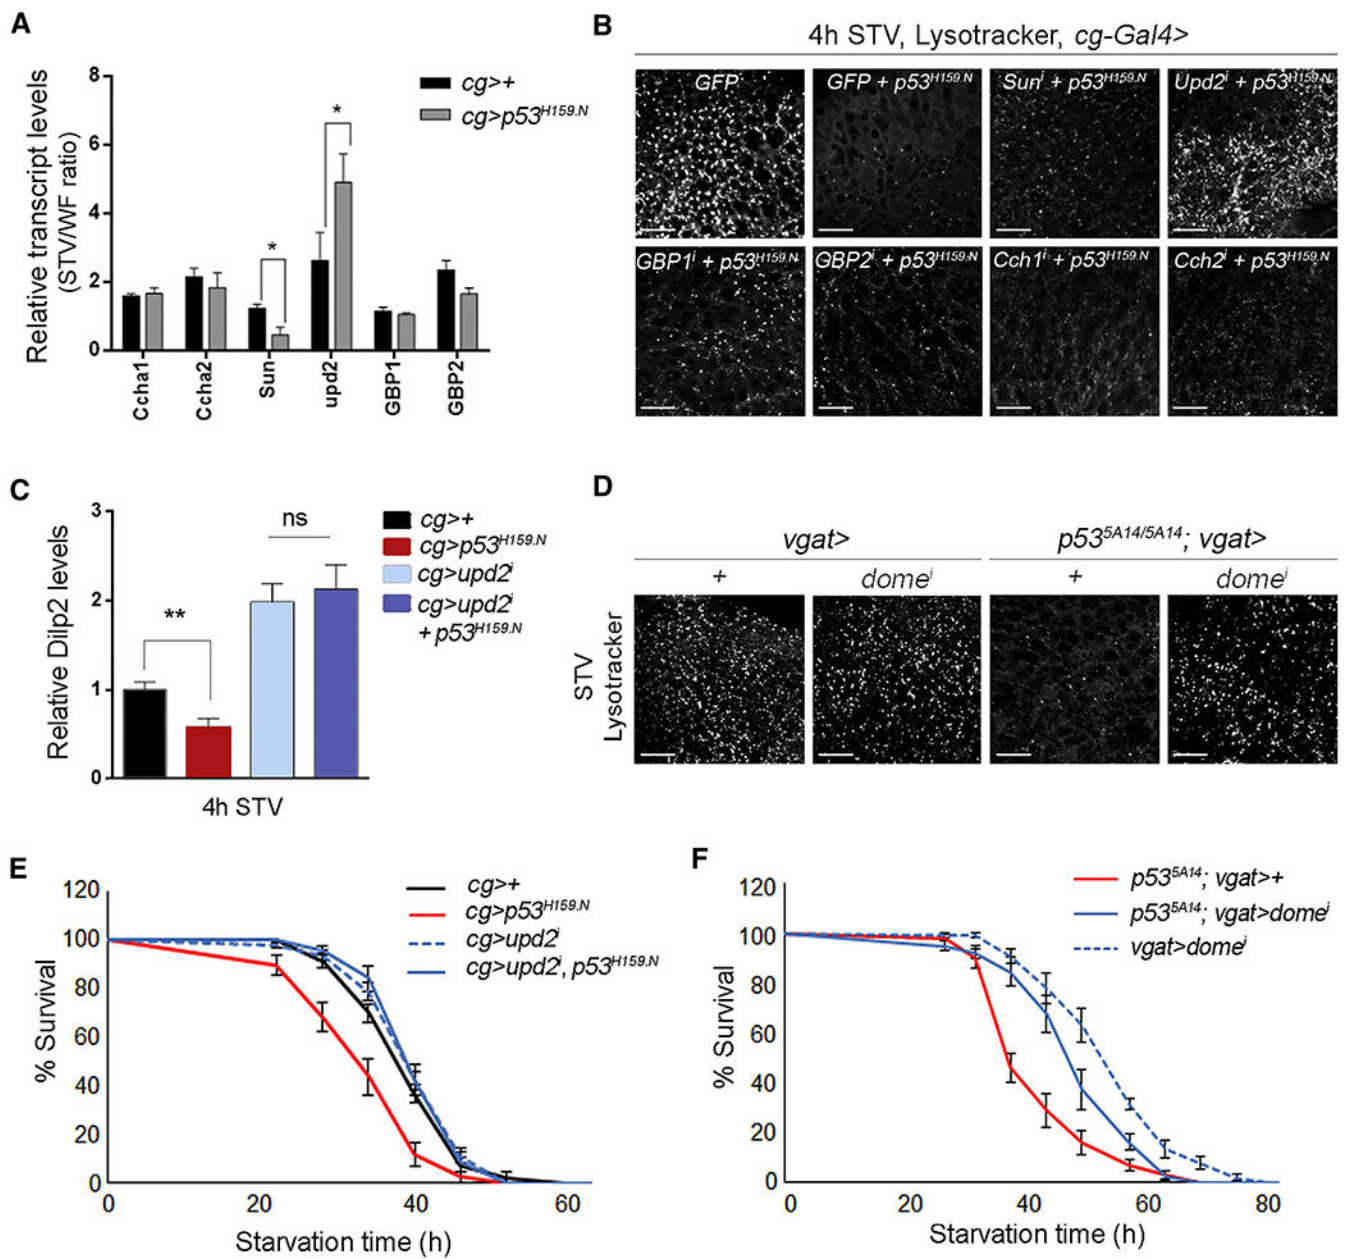 A
Relative transcript levels
(STV/WF ratio)
8
6
4
2
0
*
*
cg>+
cg>p53H159.N
Ccha1
Ccha2
Sun
upd2
GBP1
GBP2
B
4h STV, Lysotracker, cg-Gal4>
GFP
GFP + p53H159.N
Suni + p53H159.N
Upd2i + p53H159.N
GBP1i + p53H159.N
GBP2i + p53H159.N
Cch1i + p53H159.N
Cch2i + p53H159.N
C
Relative Dilp2 levels
3
2
1
0
**
ns
4h STV
cg>+
cg>p53H159.N
cg>upd2i
cg>upd2i
+ p53H159.N
D
vgat>
p535A14/5A14; vgat>
+
domei
+
domei
STV
Lysotracker
E
% Survival
120
100
80
60
40
20
0
0
20
40
60
Starvation time (h)
cg>+
cg>p53H159.N
cg>upd2i
cg>upd2i, p53H159.N
F
% Survival
120
100
80
60
40
20
0
0
20
40
60
80
Starvation time (h)
p535A14; vgat>+
p535A14; vgat>domei
vgat>domei